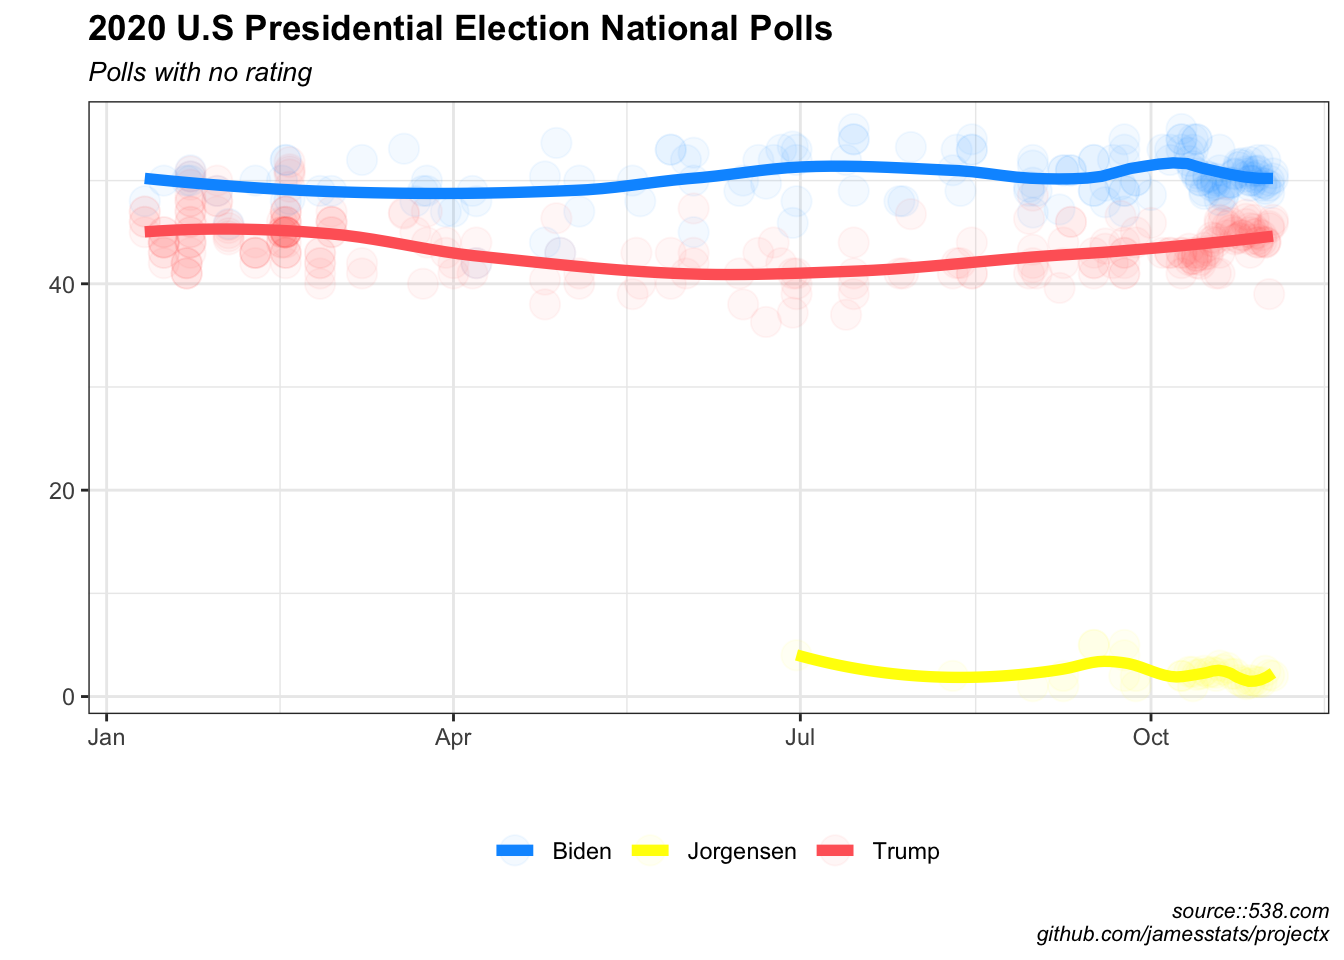 2020 U.S Presidential Election National Polls
Polls with no rating
40
20
0
Jan Apr Jul Oct
Biden Jorgensen Trump
source::538.com
github.com/jamesstats/projectx